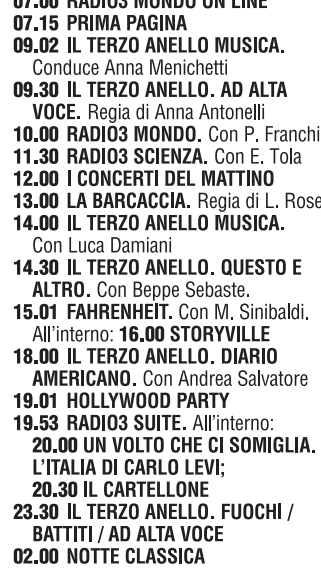 07.00 RADIO3 MONDO ON LINE
07.15 PRIMA PAGINA
09.02 IL TERZO ANELLO MUSICA.
Conduce Anna Menichetti
09.30 IL TERZO ANELLO. AD ALTA
VOCE. Regia di Anna Antonelli
10.00 RADIO3 MONDO. Con P. Franchi
11.30 RADIO3 SCIENZA. Con E. Tola
12.00 I CONCERTI DEL MATTINO
13.00 LA BARCACCIA. Regia di L. Rose
14.00 IL TERZO ANELLO MUSICA.
Con Luca Damiani
14.30 IL TERZO ANELLO. QUESTO E
ALTRO. Con Beppe Sebaste.
15.01 FAHRENHEIT. Con M. Sinibaldi.
All'interno: 16.00 STORYVILLE
18.00 IL TERZO ANELLO. DIARIO
AMERICANO. Con Andrea Salvatore
19.01 HOLLYWOOD PARTY
19.53 RADIO3 SUITE. All'interno:
20.00 UN VOLTO CHE CI SOMIGLIA.
L'ITALIA DI CARLO LEVI;
20.30 IL CARTELLONE
23.30 IL TERZO ANELLO. FUOCHI /
BATTITI / AD ALTA VOCE
02.00 NOTTE CLASSICA